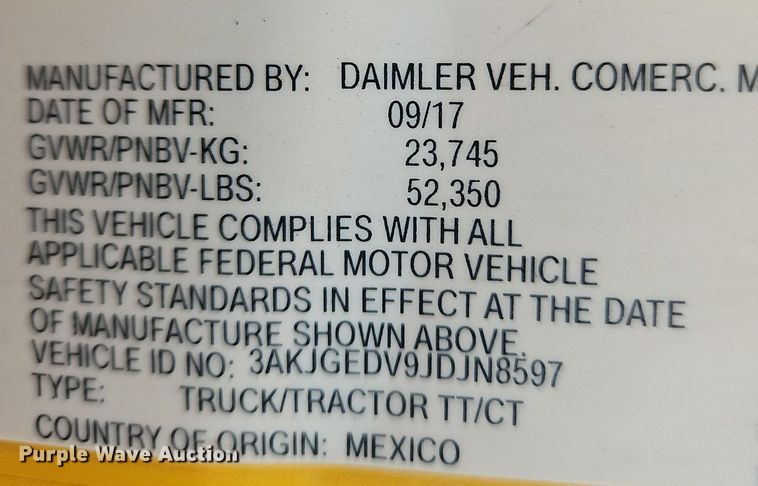 MANUFACTURED BY: DAIMLER VEH. COMERC. M
DATE OF MFR: 09/17
GVWR/PNBV-KG: 23,745
GVWR/PNBV-LBS: 52,350
THIS VEHICLE COMPLIES WITH ALL
APPLICABLE FEDERAL MOTOR VEHICLE
SAFETY STANDARDS IN EFFECT AT THE DATE
OF MANUFACTURE SHOWN ABOVE.
VEHICLE ID NO: 3AKJGEDV9JDJN8597
TYPE: TRUCK/TRACTOR TT/CT
COUNTRY OF ORIGIN: MEXICO
Purple Wave Auction